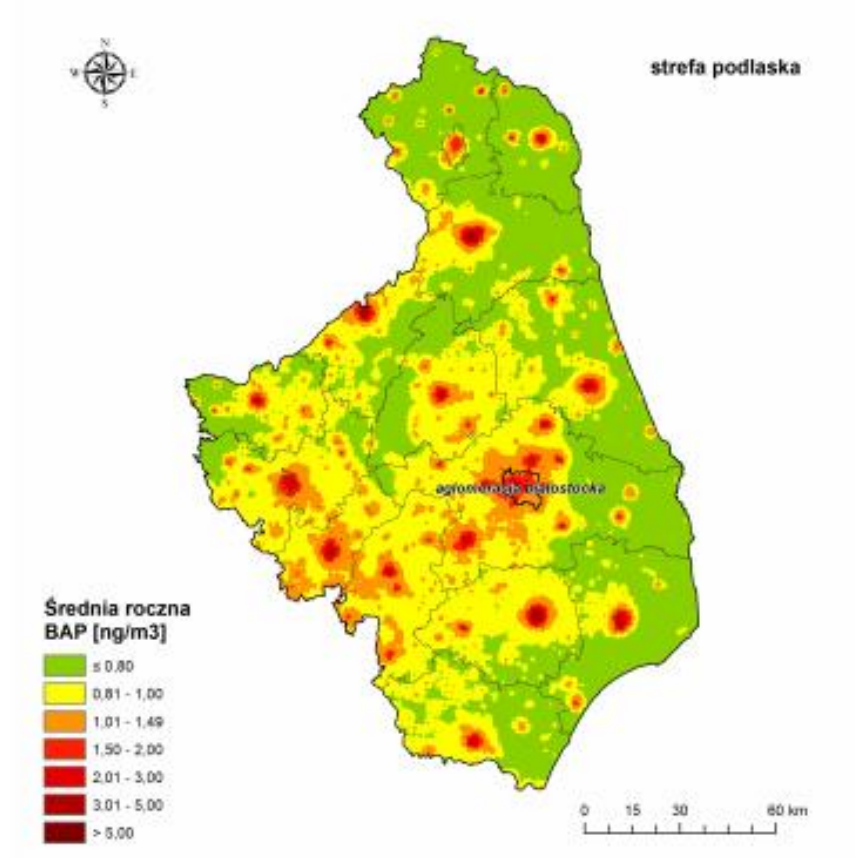 N
W E
S
strefa podlaska
aglomeracja białostocka
Średnia roczna
BAP [ng/m3]
≤ 0,80
0,81 - 1,00
1,01 - 1,49
1,50 - 2,00
2,01 - 3,00
3,01 - 5,00
> 5,00
0 15 30 60 km